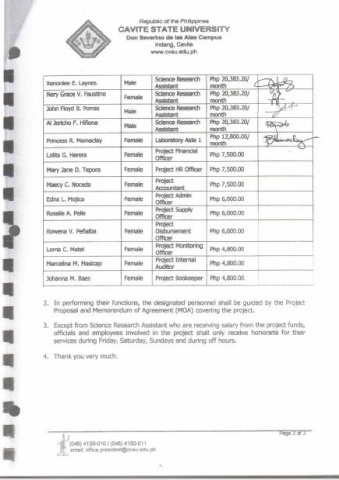 Republic of the Philippines
CAVITE STATE UNIVERSITY
Don Severino de las Alas Campus
Indang, Cavite
www.cvsu.edu.ph
Xenonlee E. Laynes Male Science Research Assistant Php 20,383.20/ month
Nery Grace V. Faustino Female Science Research Assistant Php 20,383.20/ month
John Floyd B. Porras Male Science Research Assistant Php 20,383.20/ month
Al Jericho F. Hiñona Male Science Research Assistant Php 20,383.20/ month
Princess R. Mamaclay Female Laboratory Aide 1 Php 12,800.00/ month
Lolita G. Herera Female Project Financial Officer Php 7,500.00
Mary Jane D. Tepora Female Project HR Officer Php 7,500.00
Maecy C. Noceda Female Project Accountant Php 7,500.00
Edna L. Mojica Female Project Admin Officer Php 6,000.00
Rosalie A. Pelle Female Project Supply Officer Php 6,000.00
Rowena V. Peñalba Female Project Disbursement Officer Php 6,000.00
Lorna C. Matel Female Project Monitoring Officer Php 4,800.00
Marcelina M. Masicap Female Project Internal Auditor Php 4,800.00
Johanna M. Baes Female Project Bookeeper Php 4,800.00
2. In performing their functions, the designated personnel shall be guided by the Project
Proposal and Memorandum of Agreement (MOA) covering the project.
3. Except from Science Research Assistant who are receiving salary from the project funds,
officials and employees involved in the project shall only receive honoraria for their
services during Friday, Saturday, Sundays and during off hours.
4. Thank you very much.
Page 2 of 3
(046) 4150-010 / (046) 4150-011
email: office.president@cvsu.edu.ph